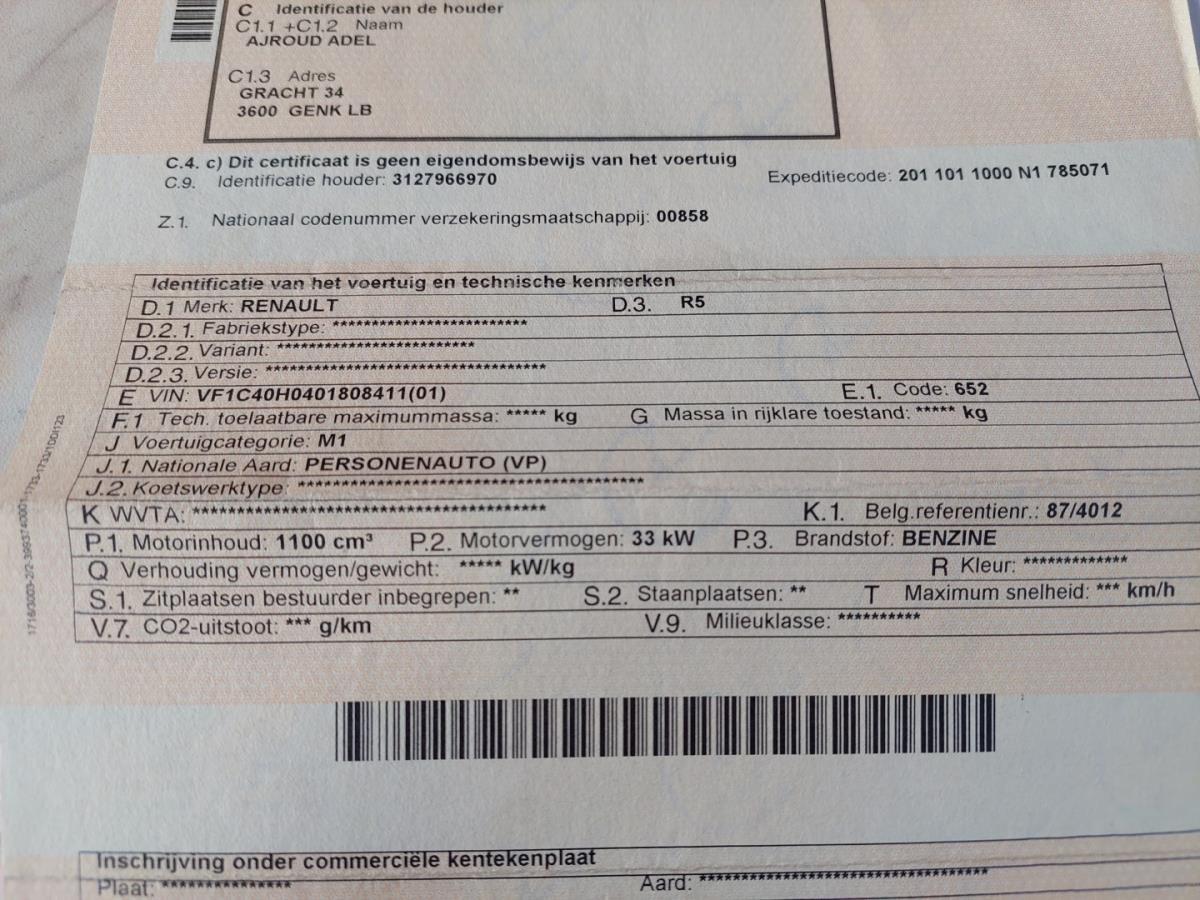 C Identificatie van de houder
C1.1 +C1.2 Naam
AJROUD ADEL
C1.3 Adres
GRACHT 34
3600 GENK LB
C.4. c) Dit certificaat is geen eigendomsbewijs van het voertuig
C.9. Identificatie houder: 3127966970 Expeditiecode: 201 101 1000 N1 785071
Z.1. Nationaal codenummer verzekeringsmaatschappij: 00858
Identificatie van het voertuig en technische kenmerken
D.1 Merk: RENAULT D.3. R5
D.2.1. Fabriekstype: *************************
D.2.2. Variant: *************************
D.2.3. Versie: ***********************************
E VIN: VF1C40H0401808411(01) E.1. Code: 652
F.1 Tech. toelaatbare maximummassa: ***** kg G Massa in rijklare toestand: ***** kg
J Voertuigcategorie: M1
J.1. Nationale Aard: PERSONENAUTO (VP)
J.2. Koetswerktype: ************************************
K WVTA: ************************************ K.1. Belg.referentienr.: 87/4012
P.1. Motorinhoud: 1100 cm³ P.2. Motorvermogen: 33 kW P.3. Brandstof: BENZINE
Q Verhouding vermogen/gewicht: ***** kW/kg R Kleur: *************
S.1. Zitplaatsen bestuurder inbegrepen: ** S.2. Staanplaatsen: ** T Maximum snelheid: *** km/h
V.7. CO2-uitstoot: *** g/km V.9. Milieuklasse: **********
Inschrijving onder commerciële kentekenplaat
Plaat: *************** Aard: ******************************